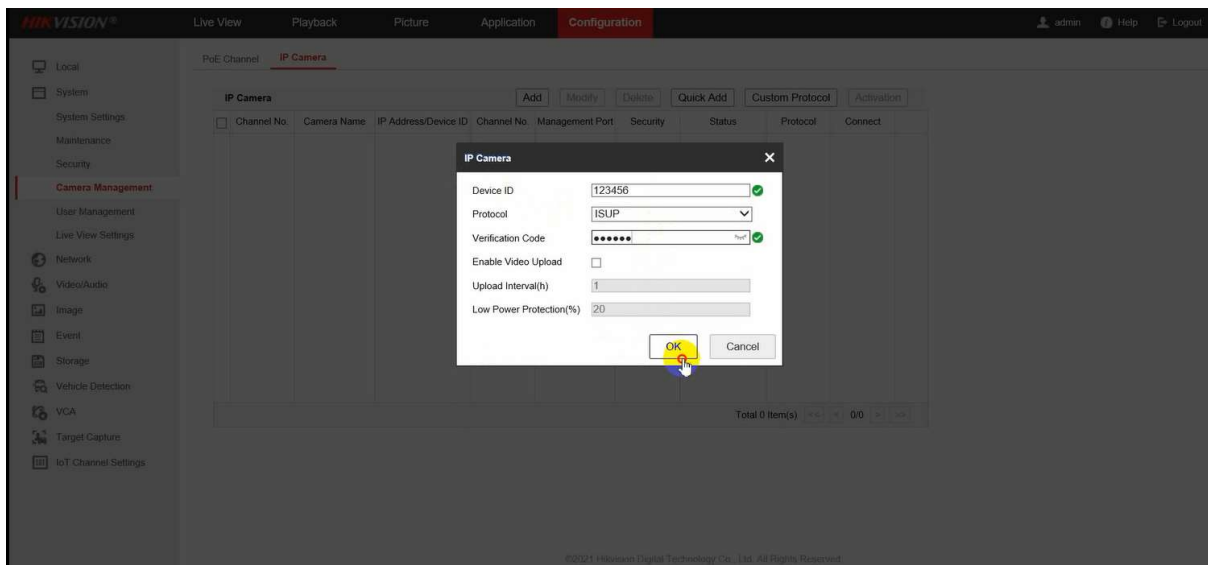 HIKVISION®
Live View Playback Picture Application Configuration admin Help Logout
Local
System
System Settings
Maintenance
Security
Camera Management
User Management
Live View Settings
Network
Video/Audio
Image
Event
Storage
Vehicle Detection
VCA
Target Capture
IoT Channel Settings
PoE Channel IP Camera
IP Camera Add Modify Delete Quick Add Custom Protocol Activation
Channel No. Camera Name IP Address/Device ID Channel No. Management Port Security Status Protocol Connect
IP Camera
Device ID 123456
Protocol ISUP
Verification Code ••••••
Enable Video Upload
Upload Interval(h) 1
Low Power Protection(%) 20
OK Cancel
Total 0 Item(s) << < 0/0 > >>
©2021 Hikvision Digital Technology Co., Ltd. All Rights Reserved.